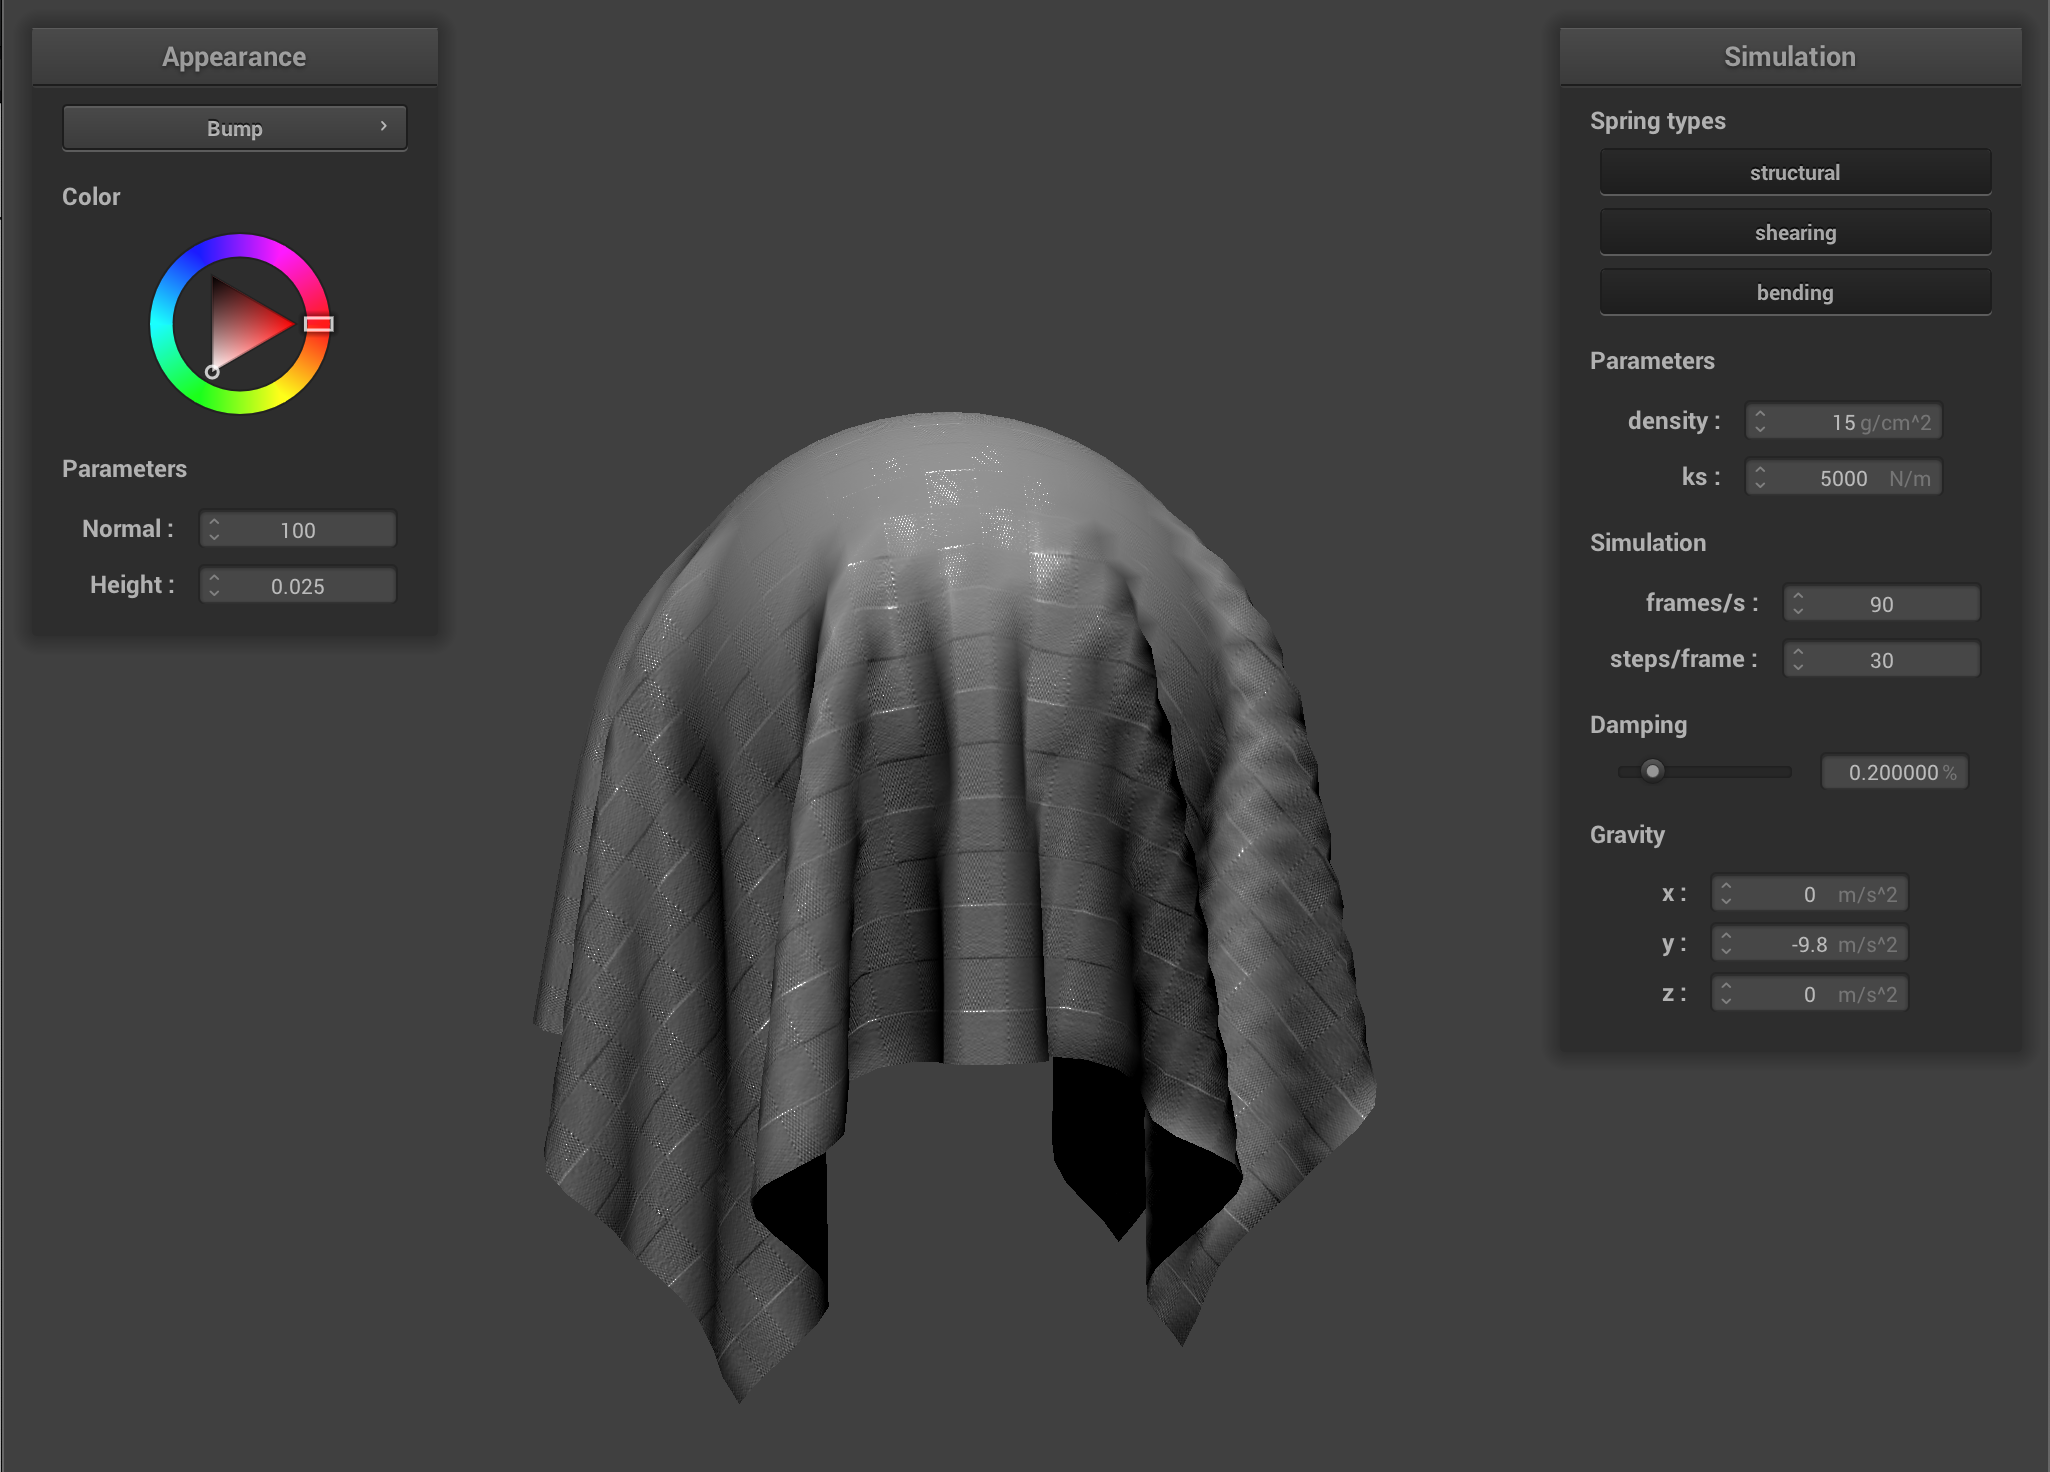 Appearance
Bump
Color
Parameters
Normal : 100
Height : 0.025
Simulation
Spring types
structural
shearing
bending
Parameters
density : 15 g/cm^2
ks : 5000 N/m
Simulation
frames/s : 90
steps/frame : 30
Damping
0.200000 %
Gravity
x : 0 m/s^2
y : -9.8 m/s^2
z : 0 m/s^2